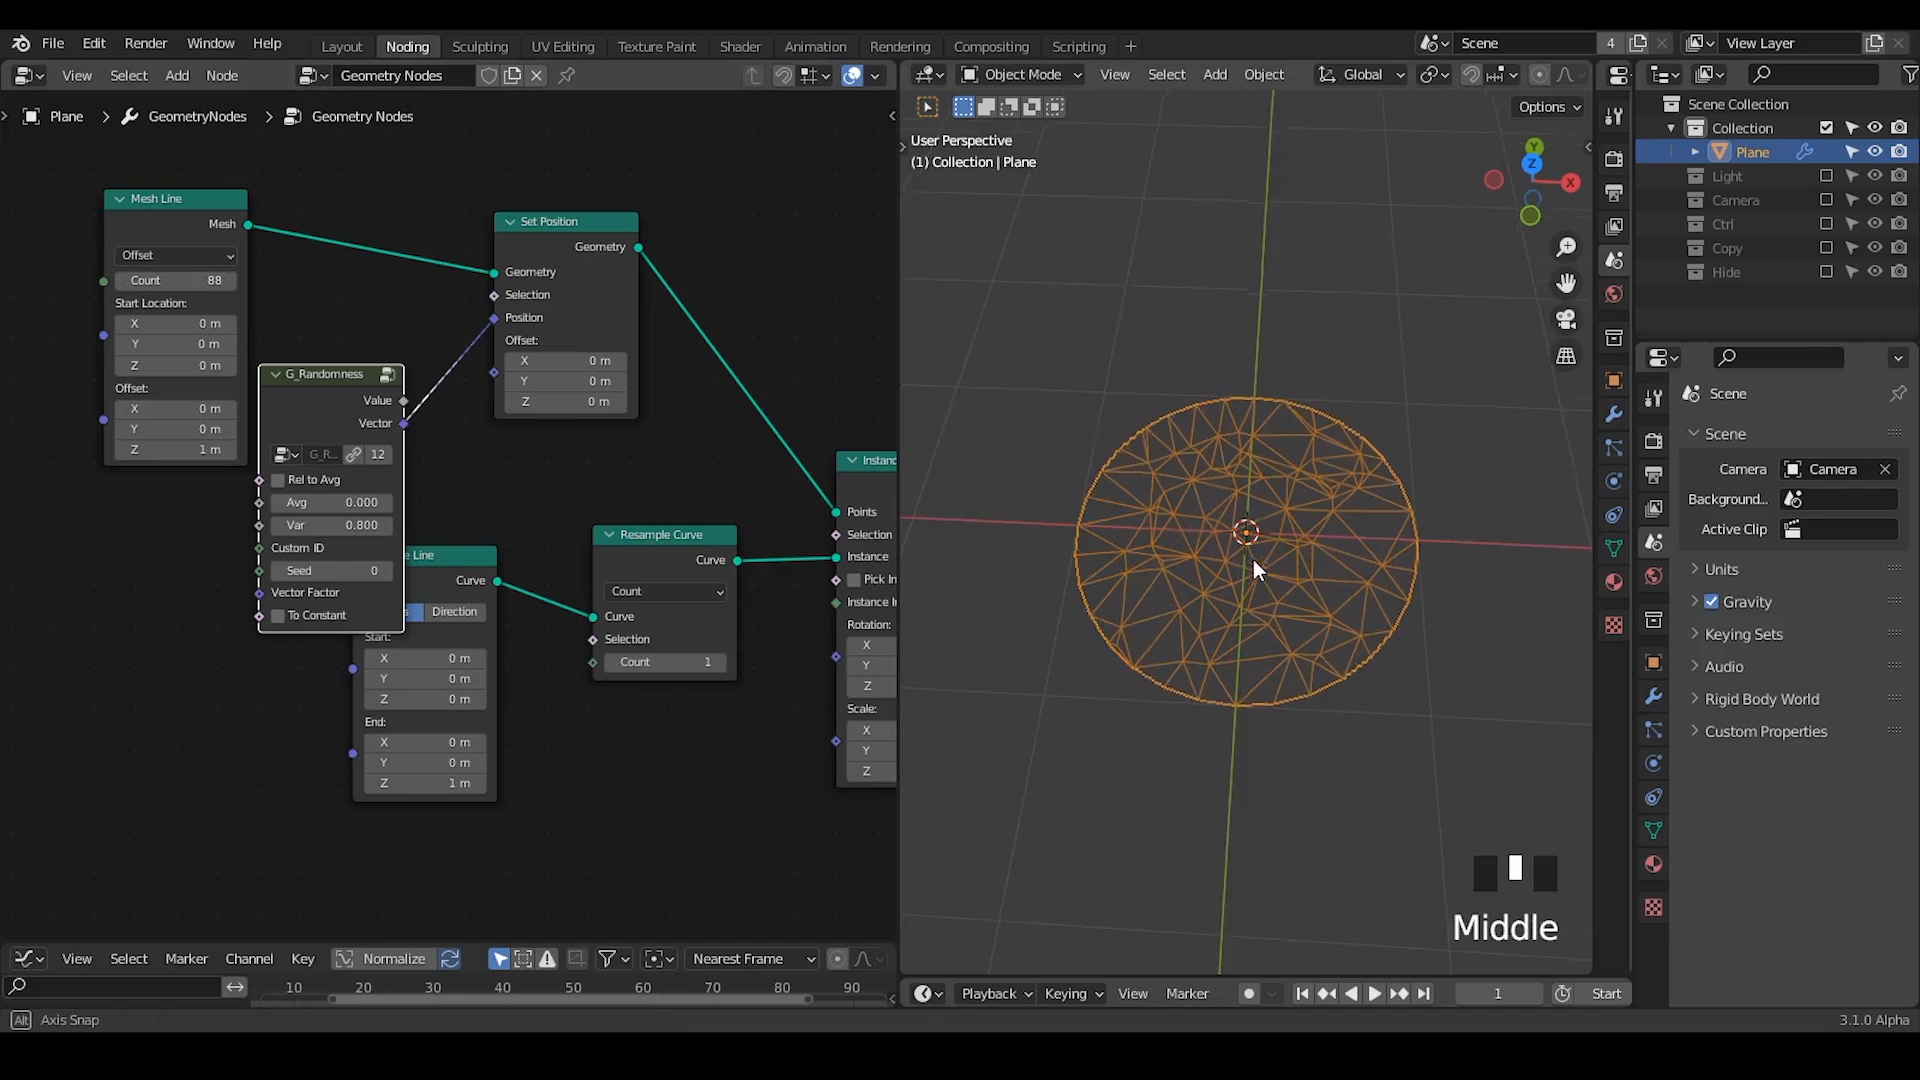 File Edit Render Window Help Layout Noding Sculpting UV Editing Texture Paint Shader Animation Rendering Compositing Scripting + Scene 4 View Layer
View Select Add Node Geometry Nodes Object Mode View Select Add Object Global
Plane > GeometryNodes > Geometry Nodes
Options
User Perspective
(1) Collection | Plane
Y
Z
X
Mesh Line
Mesh
Offset
Count 88
Start Location:
X 0 m
Y 0 m
Z 0 m
Offset:
X 0 m
Y 0 m
Z 1 m
Set Position
Geometry
Geometry
Selection
Position
Offset:
X 0 m
Y 0 m
Z 0 m
G_Randomness
Value
Vector
G_R... 12
Rel to Avg
Avg 0.000
Var 0.800
Custom ID
Seed 0
Vector Factor
To Constant
e Line
Curve
s Direction
Start:
X 0 m
Y 0 m
Z 0 m
End:
X 0 m
Y 0 m
Z 1 m
Resample Curve
Curve
Count
Curve
Selection
Count 1
Instanc
Points
Selection
Instance
Pick In
Instance In
Rotation:
X
Y
Z
Scale:
X
Y
Z
Middle
Scene Collection
Collection
Plane
Light
Camera
Ctrl
Copy
Hide
Scene
Scene
Camera Camera
Background...
Active Clip
Units
Gravity
Keying Sets
Audio
Rigid Body World
Custom Properties
View Select Marker Channel Key Normalize Nearest Frame
10 20 30 40 50 60 70 80 90
Playback Keying View Marker 1 Start
Alt Axis Snap
3.1.0 Alpha